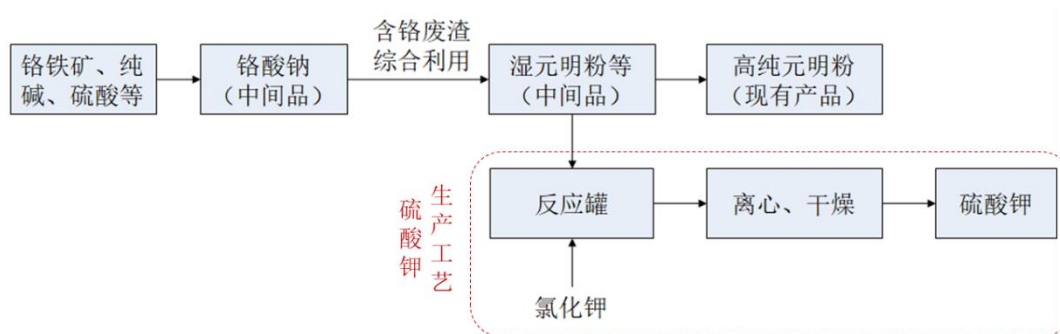 铬铁矿、纯
碱、硫酸等
铬酸钠
（中间品）
含铬废渣
综合利用
湿元明粉等
（中间品）
高纯元明粉
（现有产品）
硫酸钾
生产工艺
反应罐
离心、干燥
硫酸钾
氯化钾